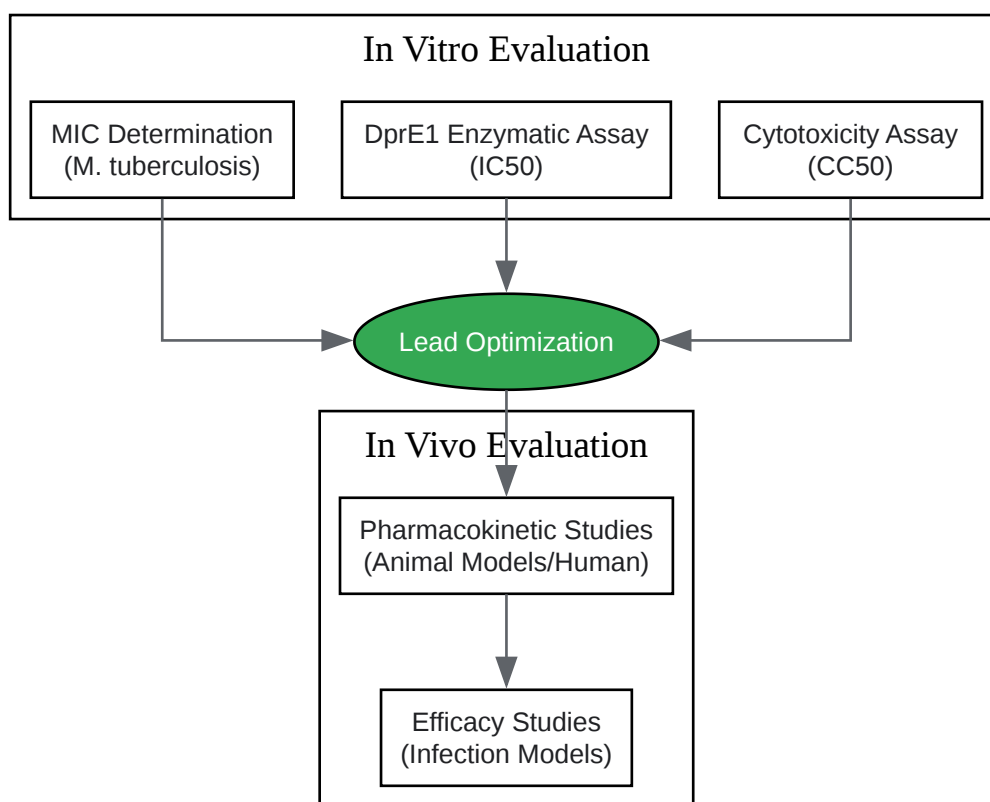 In Vitro Evaluation
MIC Determination
(M. tuberculosis)
DprE1 Enzymatic Assay
(IC50)
Cytotoxicity Assay
(CC50)
Lead Optimization
In Vivo Evaluation
Pharmacokinetic Studies
(Animal Models/Human)
Efficacy Studies
(Infection Models)